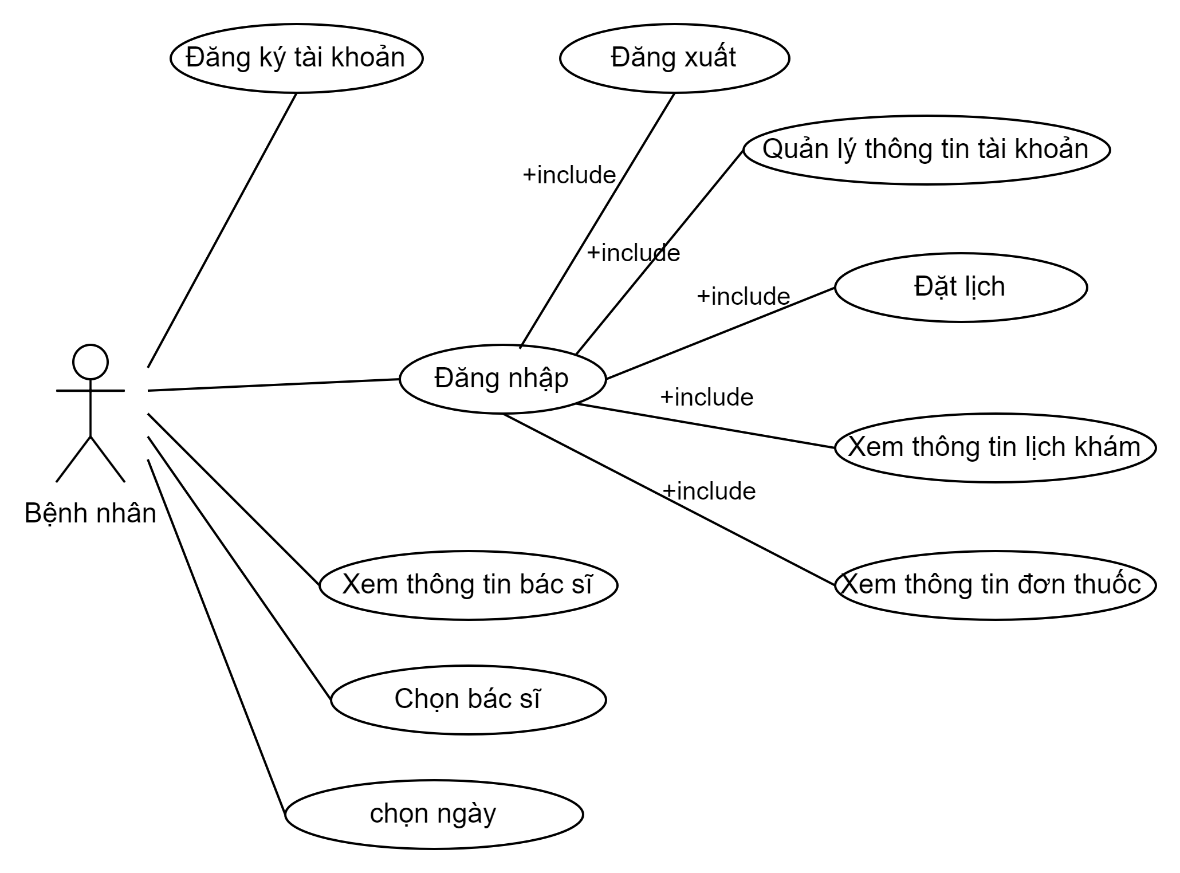 Đăng ký tài khoản
Đăng xuất
Quản lý thông tin tài khoản
+include
+include
Đặt lịch
+include
Đăng nhập
+include
Xem thông tin lịch khám
+include
Bệnh nhân
Xem thông tin bác sĩ
Xem thông tin đơn thuốc
Chọn bác sĩ
chọn ngày